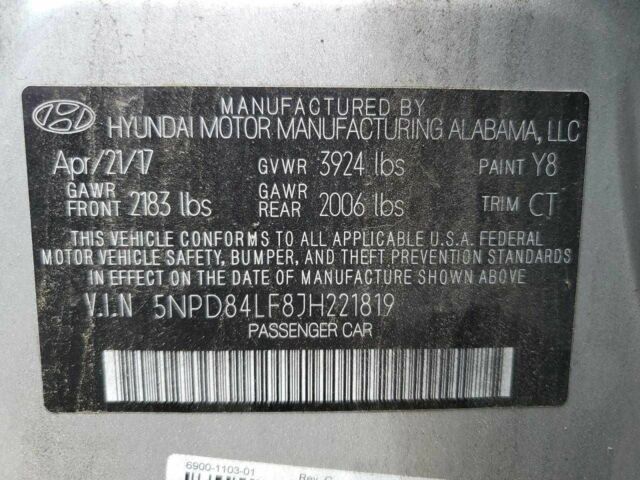 MANUFACTURED BY
HYUNDAI MOTOR MANUFACTURING ALABAMA, LLC
Apr/21/17 GVWR 3924 lbs PAINT Y8
GAWR FRONT 2183 lbs GAWR REAR 2006 lbs TRIM CT
THIS VEHICLE CONFORMS TO ALL APPLICABLE U.S.A. FEDERAL
MOTOR VEHICLE SAFETY, BUMPER, AND THEFT PREVENTION
STANDARDS IN EFFECT ON THE DATE OF MANUFACTURE SHOWN ABOVE.
V.I.N 5NPD84LF8JH221819
PASSENGER CAR
6900-1103-01 Rev.